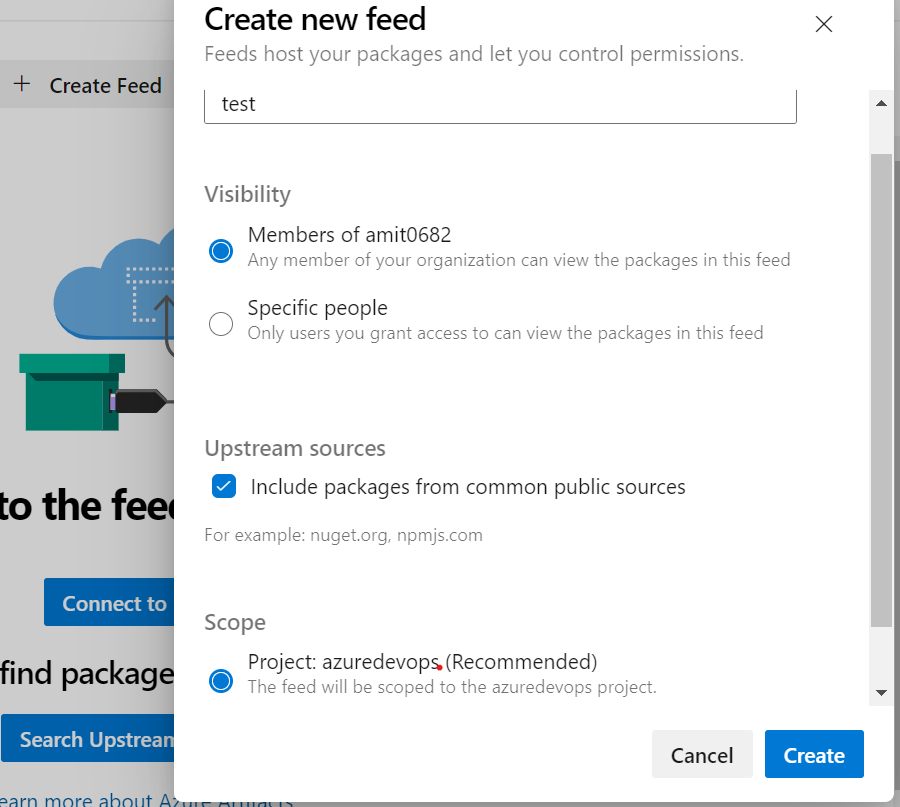 Create new feed
Feeds host your packages and let you control permissions.
+ Create Feed
test
Visibility
Members of amit0682
Any member of your organization can view the packages in this feed
Specific people
Only users you grant access to can view the packages in this feed
Upstream sources
Include packages from common public sources
to the fee
For example: nuget.org, npmjs.com
Connect to
Scope
Project: azuredevops (Recommended)
find package
The feed will be scoped to the azuredevops project.
Search Upstream
Cancel
Create
earn more about Azure Artifacts